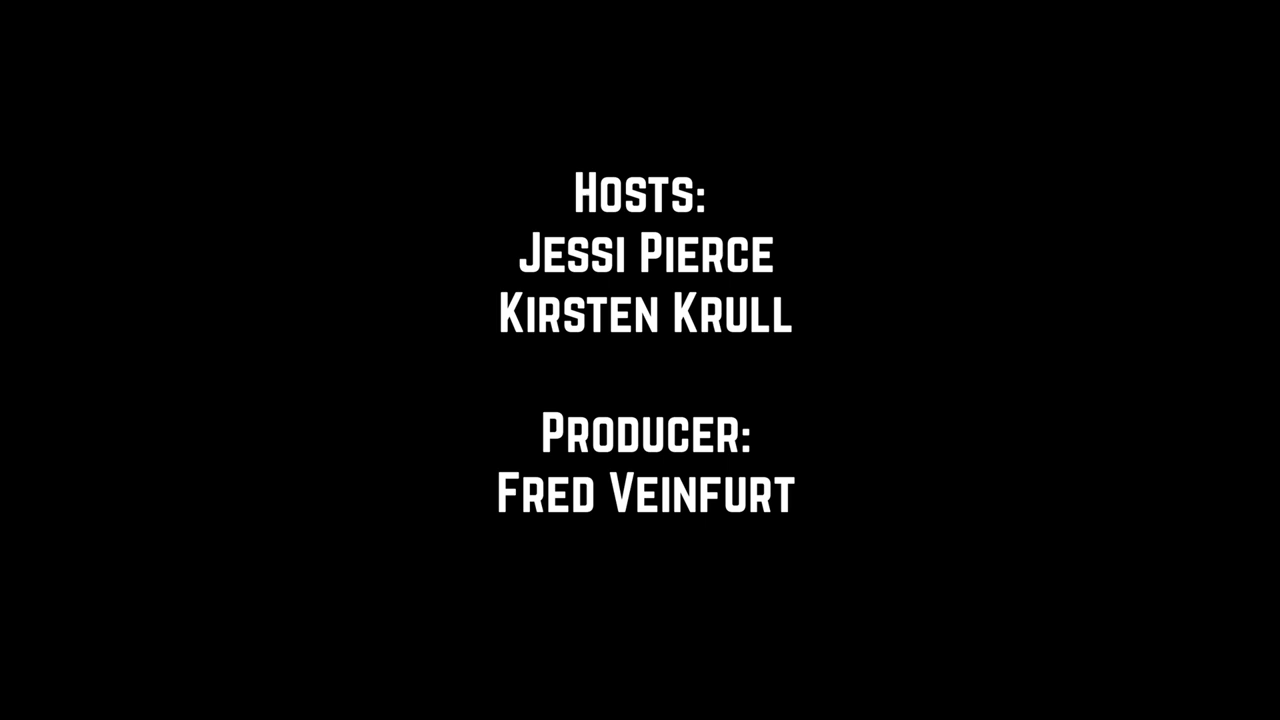 Hosts:
Jessi Pierce
Kirsten Krull
Producer:
Fred Veinfurt